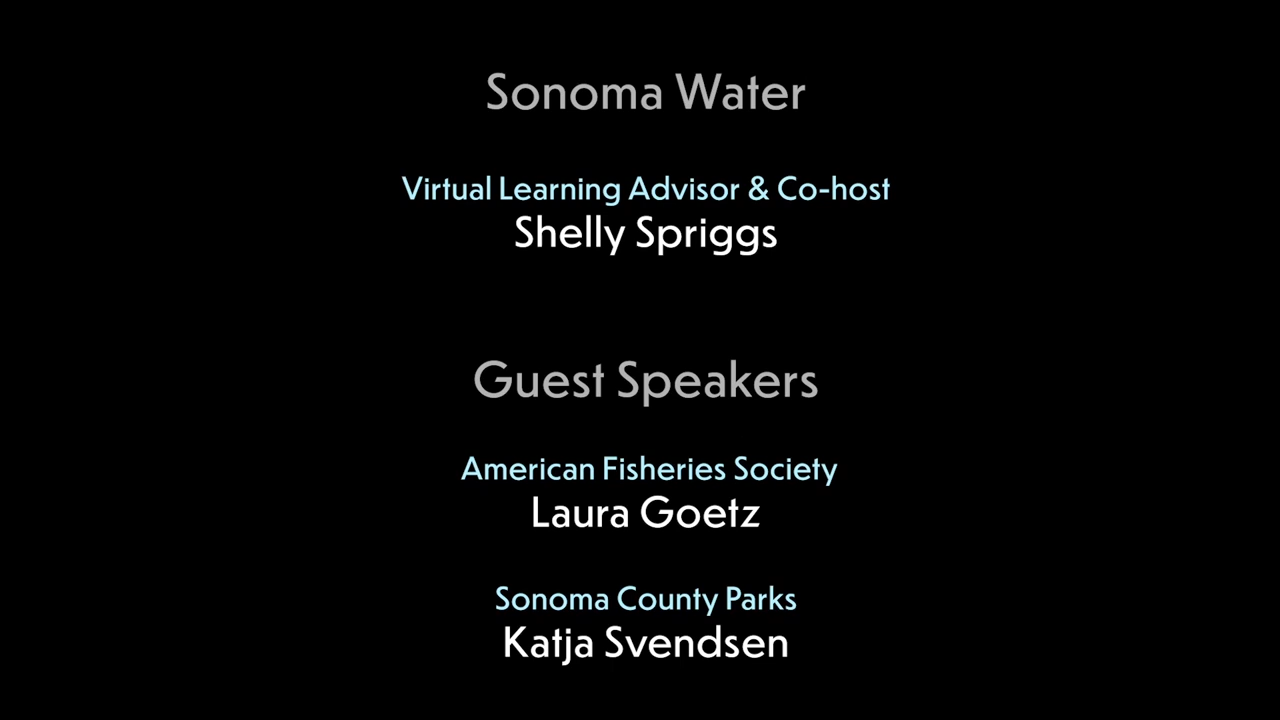 Sonoma Water
Virtual Learning Advisor & Co-host
Shelly Spriggs
Guest Speakers
American Fisheries Society
Laura Goetz
Sonoma County Parks
Katja Svendsen